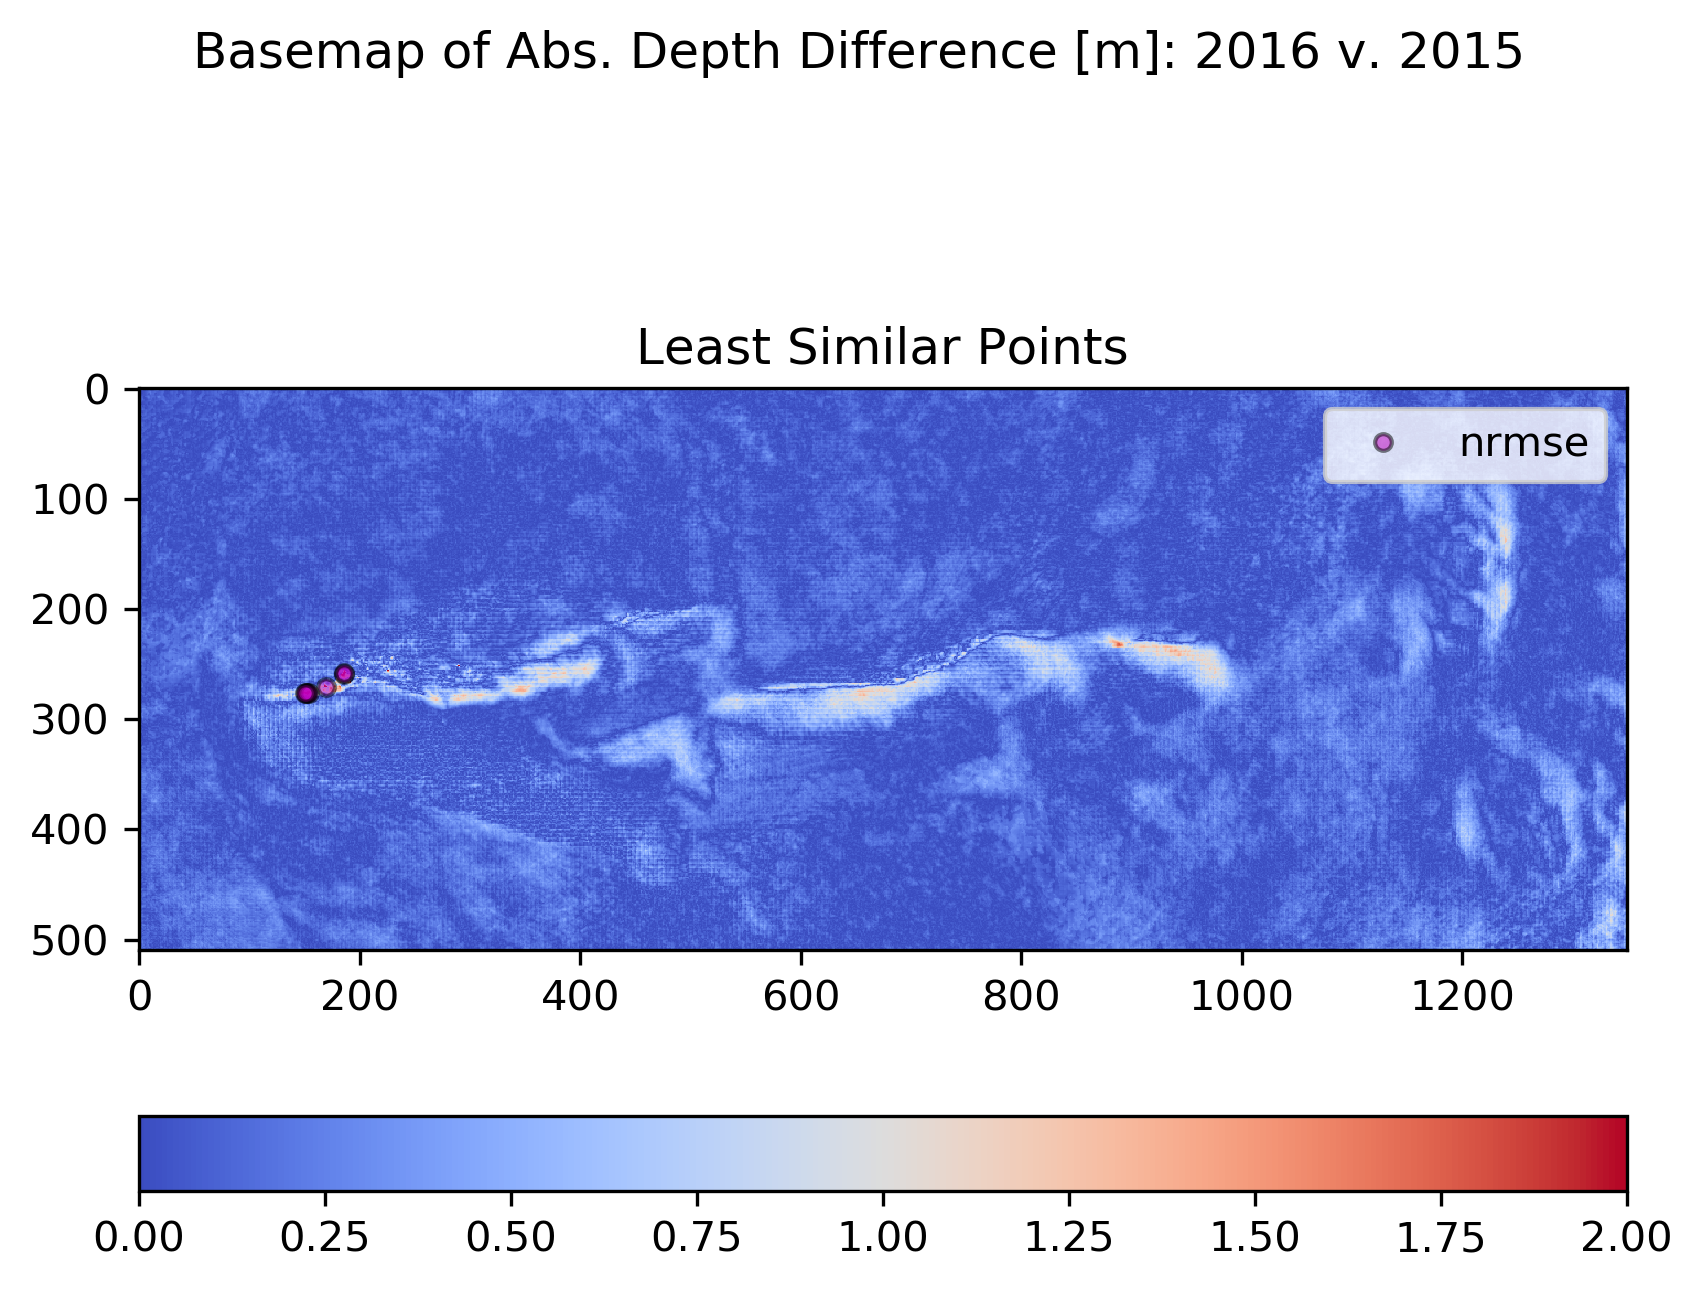 Basemap of Abs. Depth Difference [m]: 2016 v. 2015
Least Similar Points
nrmse
0
100
200
300
400
500
0 200 400 600 800 1000 1200
0.00 0.25 0.50 0.75 1.00 1.25 1.50 1.75 2.00